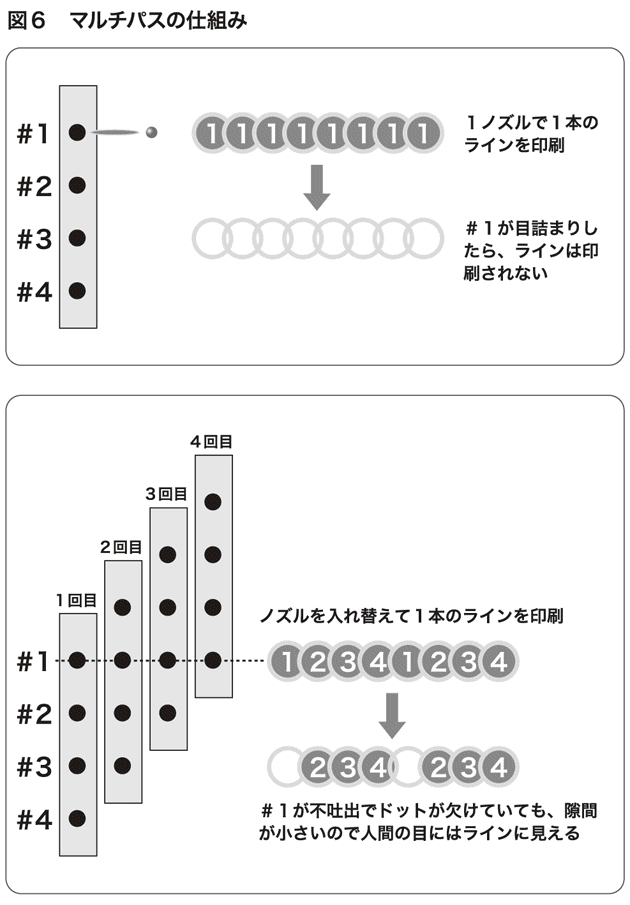 図6 マルチパスの仕組み
#1
#2
#3
#4
1 1 1 1 1 1 1 1
1ノズルで1本の
ラインを印刷
#1が目詰まりし
たら、ラインは印
刷されない
4回目
3回目
2回目
1回目
#1
#2
#3
#4
ノズルを入れ替えて1本のラインを印刷
1 2 3 4 1 2 3 4
2 3 4 2 3 4
#1が不吐出でドットが欠けていても、隙間
が小さいので人間の目にはラインに見える